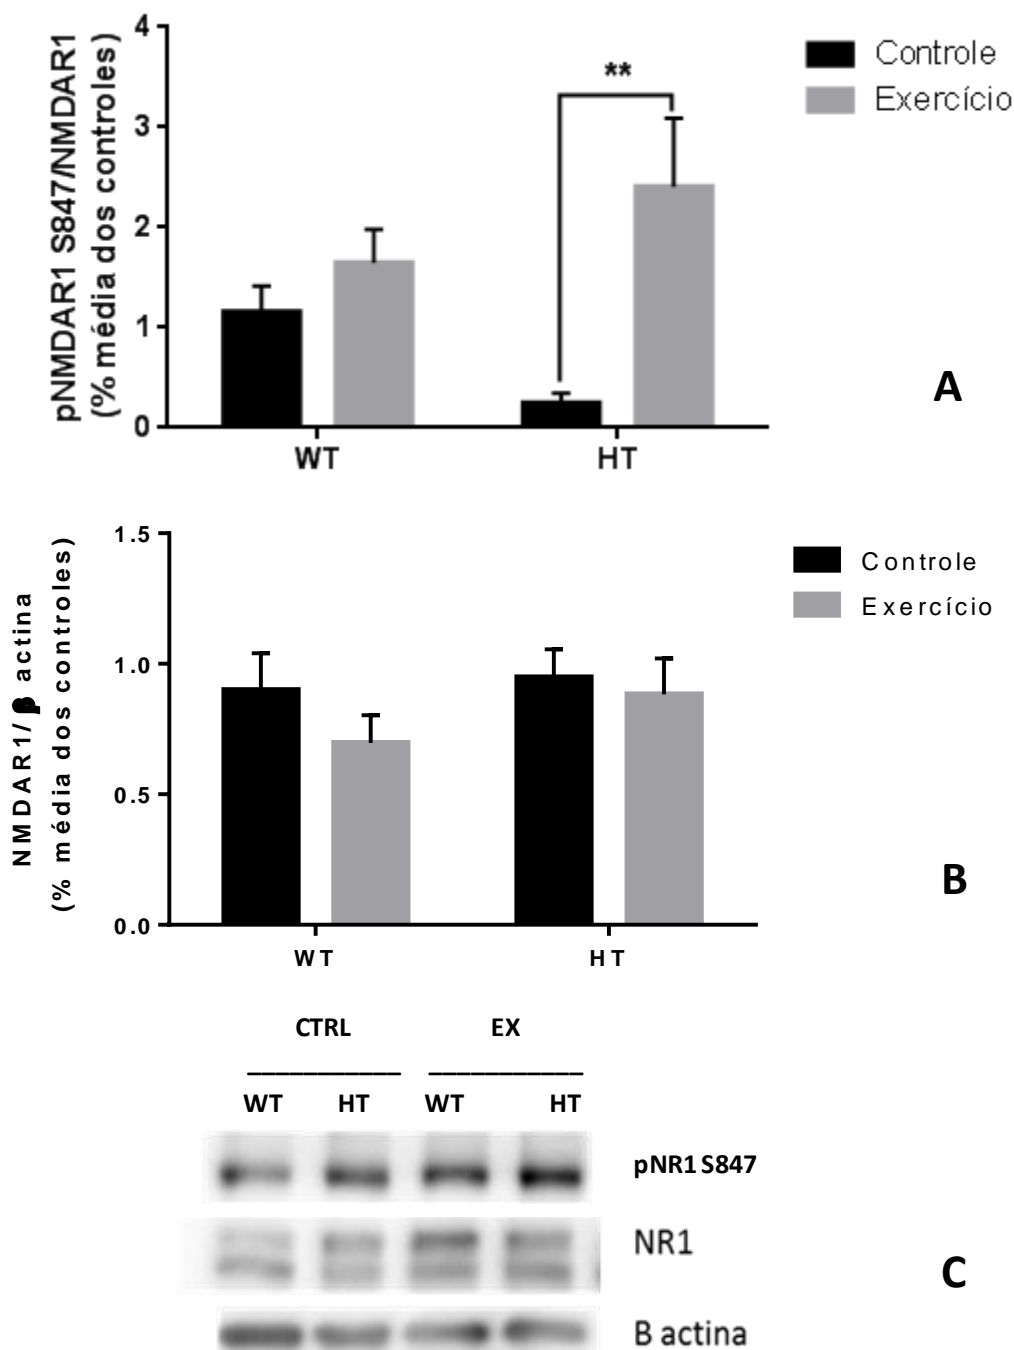 pNMDAR1 S847/NMDAR1
(% média dos controles)
4
3
2
1
0
**
WT
HT
Controle
Exercício
A
NMDAR1/ β actina
(% média dos controles)
1.5
1.0
0.5
0.0
WT
HT
Controle
Exercício
B
CTRL EX
WT HT WT HT
pNR1 S847
NR1
B actina
C